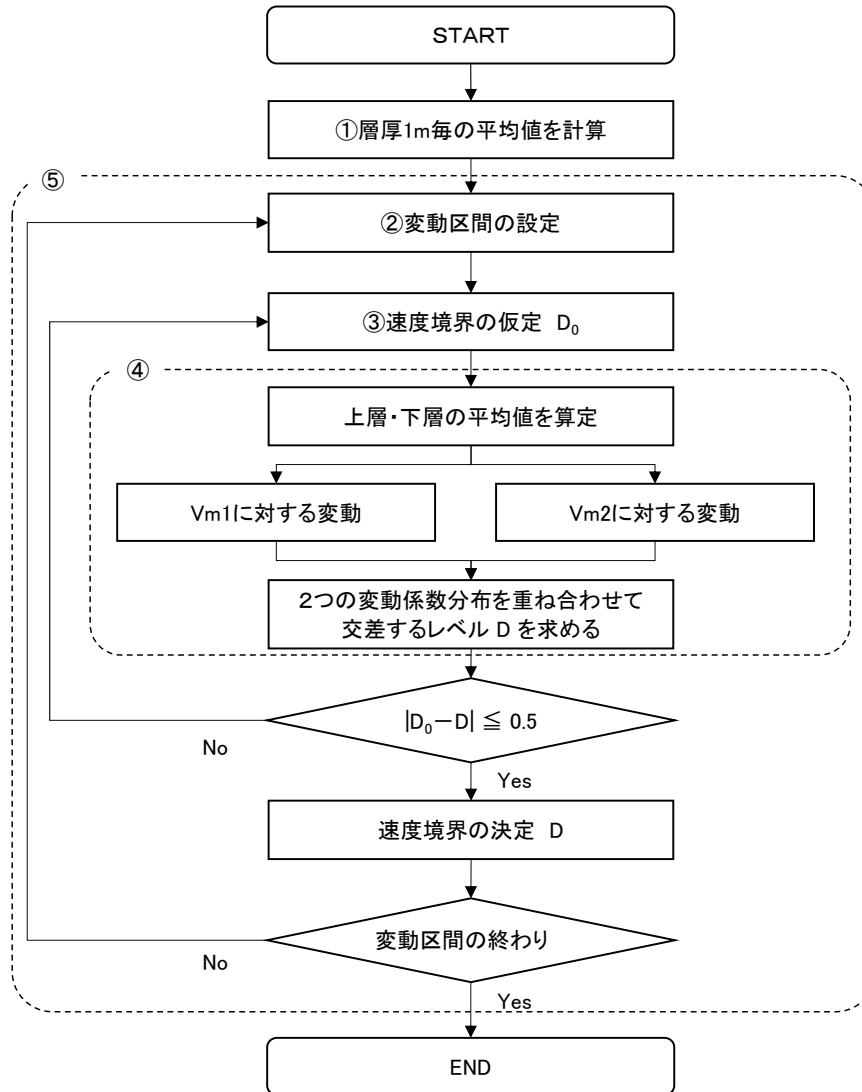 START
①層厚1m毎の平均値を計算
⑤
②変動区間の設定
③速度境界の仮定 D₀
④
上層・下層の平均値を算定
Vm1に対する変動
Vm2に対する変動
２つの変動係数分布を重ね合わせて
交差するレベル D を求める
|D₀－D| ≦ 0.5
No
Yes
速度境界の決定 D
変動区間の終わり
No
Yes
END